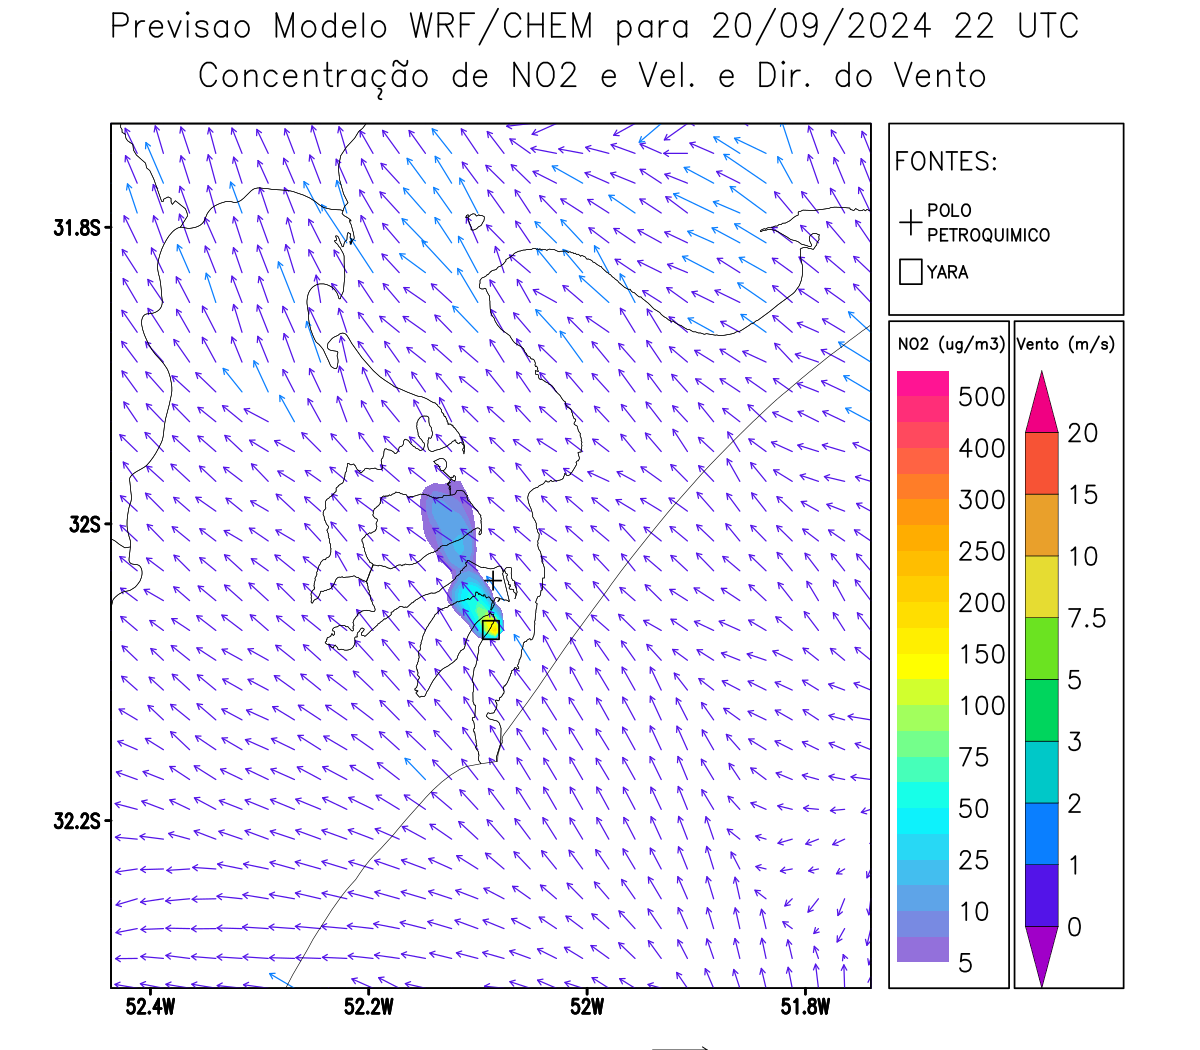 Previsao Modelo WRF/CHEM para 20/09/2024 22 UTC
Concentração de NO2 e Vel. e Dir. do Vento
FONTES:
POLO
PETROQUIMICO
YARA
NO2 (ug/m3)
500
400
300
250
200
150
100
75
50
25
10
5
Vento (m/s)
20
15
10
7.5
5
3
2
1
0
31.8S
32S
32.2S
52.4W
52.2W
52W
51.8W